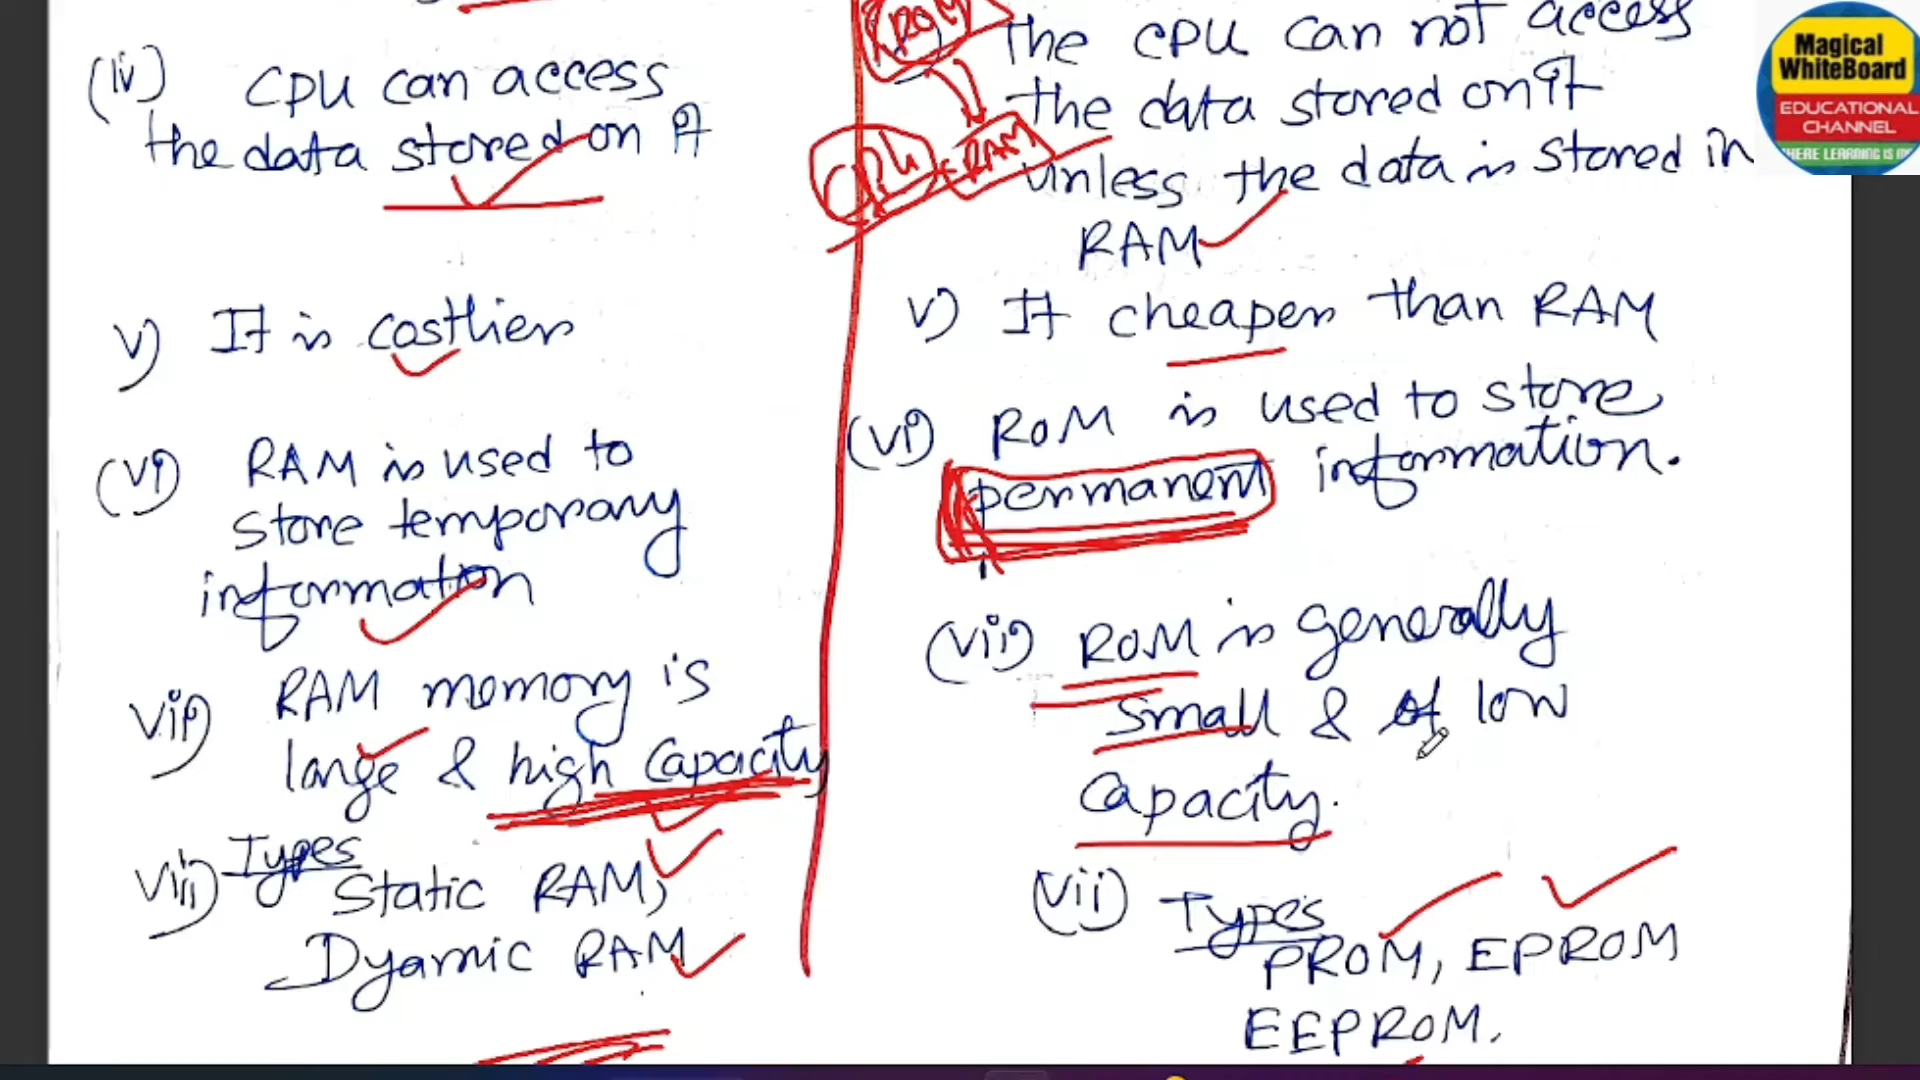 (iv) CPU can access
the data stored on it
v) It is costlier
(vi) RAM is used to
store temporary
information
vii) RAM memory is
large & high capacity
viii) Types
Static RAM,
Dyamic RAM
ROM
CPU
RAM
The CPU can not access
the data stored on it
unless the data is stored in
RAM
v) It cheaper than RAM
(vi) ROM is used to store
permanent information.
(vii) ROM is generally
small & of low
capacity.
(vii) Types
PROM, EPROM
EEPROM.
Magical
WhiteBoard
EDUCATIONAL
CHANNEL
HERE LEARNING IS